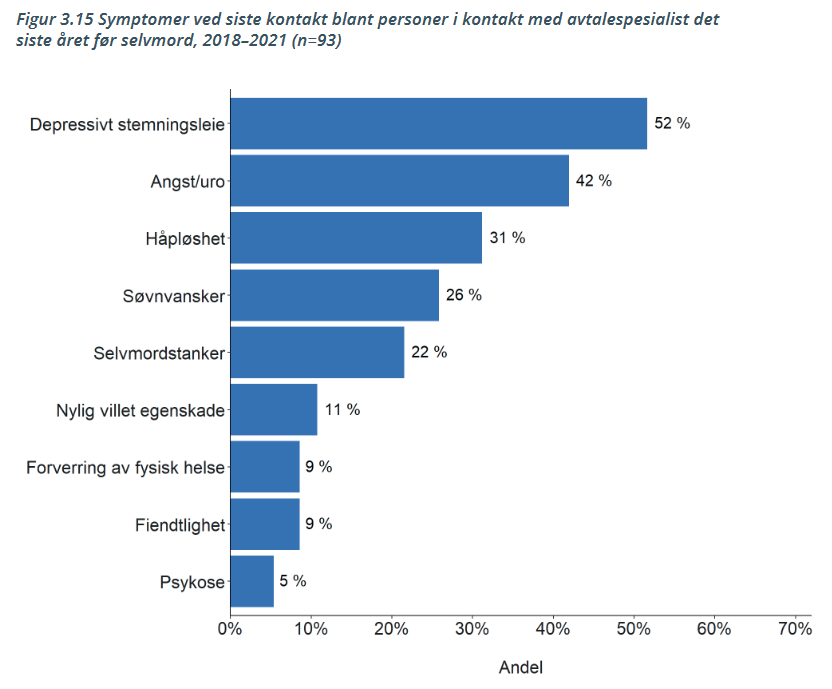 Figur 3.15 Symptomer ved siste kontakt blant personer i kontakt med avtalespesialist det
siste året før selvmord, 2018–2021 (n=93)
Depressivt stemningsleie 52 %
Angst/uro 42 %
Håpløshet 31 %
Søvnvansker 26 %
Selvmordstanker 22 %
Nylig villet egenskade 11 %
Forverring av fysisk helse 9 %
Fiendtlighet 9 %
Psykose 5 %
0% 10% 20% 30% 40% 50% 60% 70%
Andel